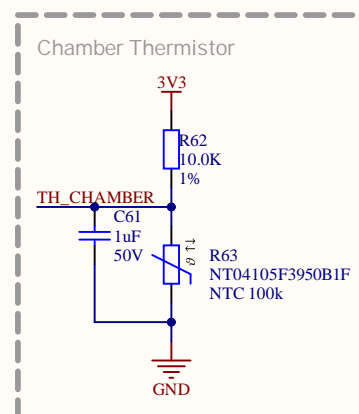 Chamber Thermistor
3V3
R62
10.0K
1%
TH_CHAMBER
C61
1uF
50V
R63
NT04105F3950B1F
NTC 100k
↑↓ θ
GND